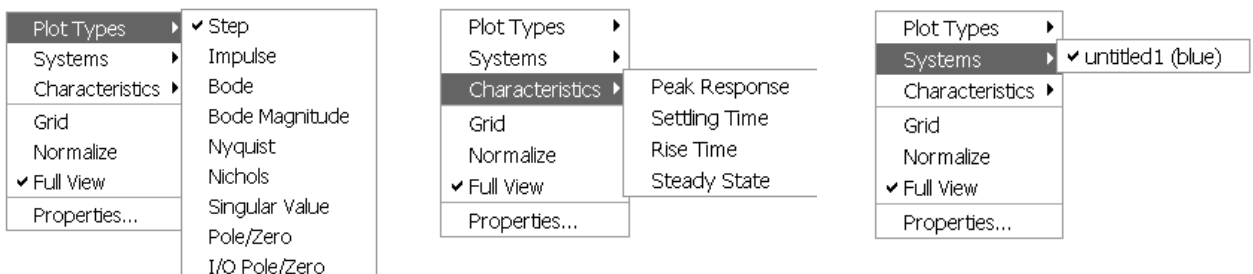 Plot Types
Systems
Characteristics
Grid
Normalize
Full View
Properties...
Step
Impulse
Bode
Bode Magnitude
Nyquist
Nichols
Singular Value
Pole/Zero
I/O Pole/Zero
Plot Types
Systems
Characteristics
Grid
Normalize
Full View
Properties...
Peak Response
Settling Time
Rise Time
Steady State
Plot Types
Systems
Characteristics
Grid
Normalize
Full View
Properties...
untitled1 (blue)